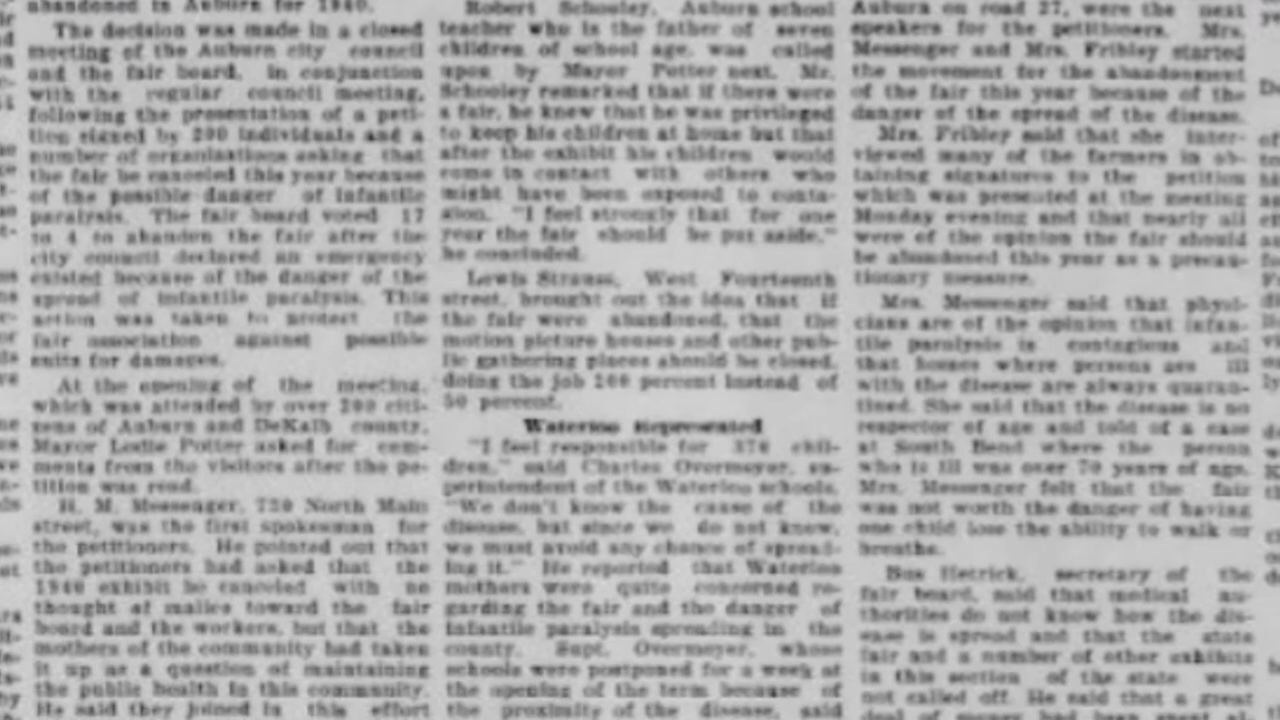 abandoned in Auburn for 1940.
The decision was made in a closed
meeting of the Auburn city council
and the fair board, in conjunction
with the regular council meeting,
following the presentation of a peti-
tion signed by 200 individuals and a
number of organizations asking that
the fair be canceled this year because
of the possible danger of infantile
paralysis. The fair board voted 17
to 4 to abandon the fair after the
city council declared an emergency
existed because of the danger of the
spread of infantile paralysis. This
action was taken to protect the
fair association against possible
suits for damages.
At the opening of the meeting,
which was attended by over 200 citi-
zens of Auburn and DeKalb county,
Mayor Lodie Potter asked for com-
ments from the visitors after the pe-
tition was read.
H. M. Messenger, 720 North Main
street, was the first spokesman for
the petitioners. He pointed out that
the petitioners had asked that the
1940 exhibit be canceled with no
thought of malice toward the fair
board and the workers, but that the
mothers of the community had taken
it up as a question of maintaining
the public health in this community.
He said they joined in this effort
Robert Schooley, Auburn school
teacher who is the father of seven
children of school age, was called
upon by Mayor Potter next. Mr.
Schooley remarked that if there were
a fair, he knew that he was privileged
to keep his children at home but that
after the exhibit his children would
come in contact with others who
might have been exposed to conta-
gion. "I feel strongly that for one
year the fair should be put aside,"
he concluded.
Lewis Strauss, West Fourteenth
street, brought out the idea that if
the fair were abandoned, that the
motion picture houses and other pub-
lic gathering places should be closed,
doing the job 100 percent instead of
50 percent.
Waterloo Represented
"I feel responsible for 376 chil-
dren," said Charles Overmeyer, su-
perintendent of the Waterloo schools.
"We don't know the cause of the
disease, but since we do not know,
we must avoid any chance of spread-
ing it." He reported that Waterloo
mothers were quite concerned re-
garding the fair and the danger of
infantile paralysis spreading in the
county. Supt. Overmeyer, whose
schools were postponed for a week at
the opening of the term because of
the proximity of the disease, said
Auburn on road 27, were the next
speakers for the petitioners. Mrs.
Messenger and Mrs. Fribley started
the movement for the abandonment
of the fair this year because of the
danger of the spread of the disease.
Mrs. Fribley said that she inter-
viewed many of the farmers in ob-
taining signatures to the petition
which was presented at the meeting
Monday evening and that nearly all
were of the opinion the fair should
be abandoned this year as a precau-
tionary measure.
Mrs. Messenger said that physi-
cians are of the opinion that infan-
tile paralysis is contagious and
that houses where persons are ill
with the disease are always quaran-
tined. She said that the disease is no
respector of age and told of a case
at South Bend where the person
who is ill was over 70 years of age.
Mrs. Messenger felt that the fair
was not worth the danger of having
one child lose the ability to walk or
breathe.
Hetrick, secretary of the
fair board, said that medical au-
thorities do not know how the dis-
ease is spread and that the state
fair and a number of other exhibits
in this section of the state were
not called off. He said that a great
deal of money had been